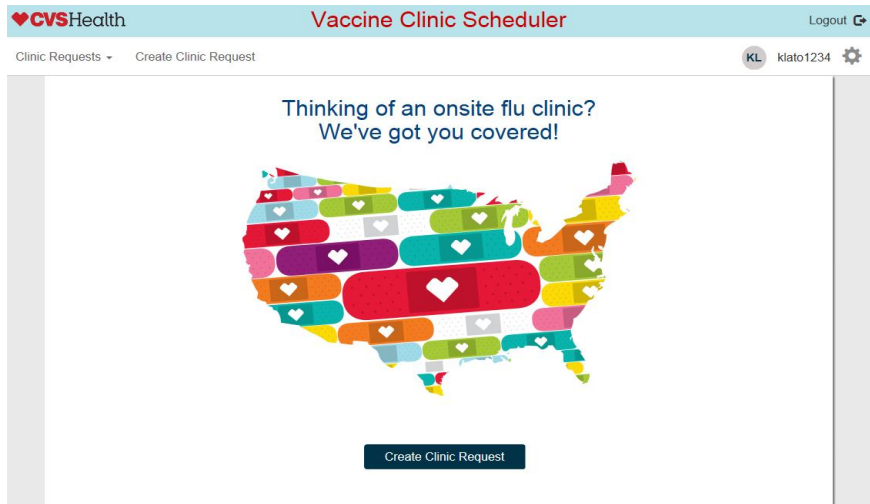 CVSHealth
Vaccine Clinic Scheduler
Logout
Clinic Requests
Create Clinic Request
KL
klato1234
Thinking of an onsite flu clinic?
We've got you covered!
Create Clinic Request